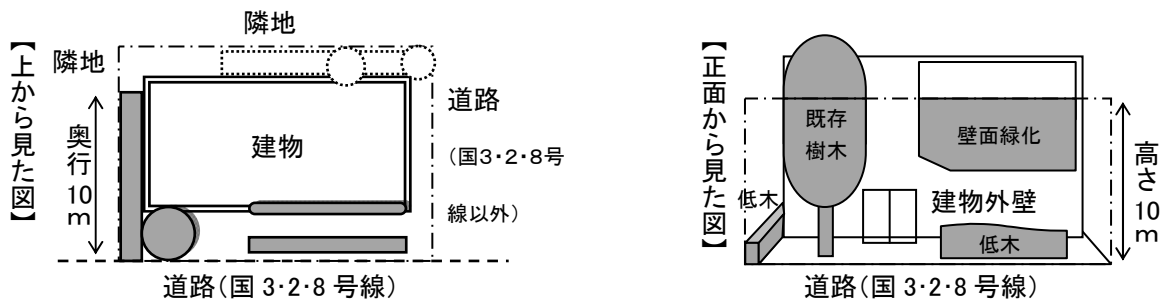 【上から見た図】
隣地
隣地
奥行
10m
建物
道路
(国3・2・8号
線以外)
道路(国3・2・8号線)
【正面から見た図】
既存
樹木
壁面緑化
低木
建物外壁
低木
高さ
10m
道路(国3・2・8号線)